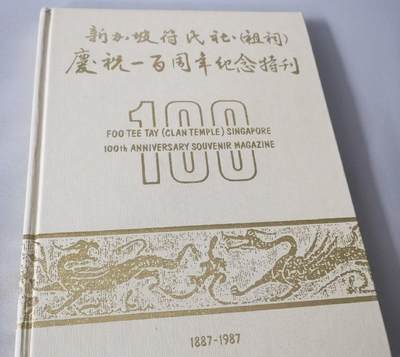 新加坡符氏社(祖祠)
慶祝一百周年纪念特刊
100
FOO TEE TAY (CLAN TEMPLE) SINGAPORE
100th ANNIVERSARY SOUVENIR MAGAZINE
1887-1987